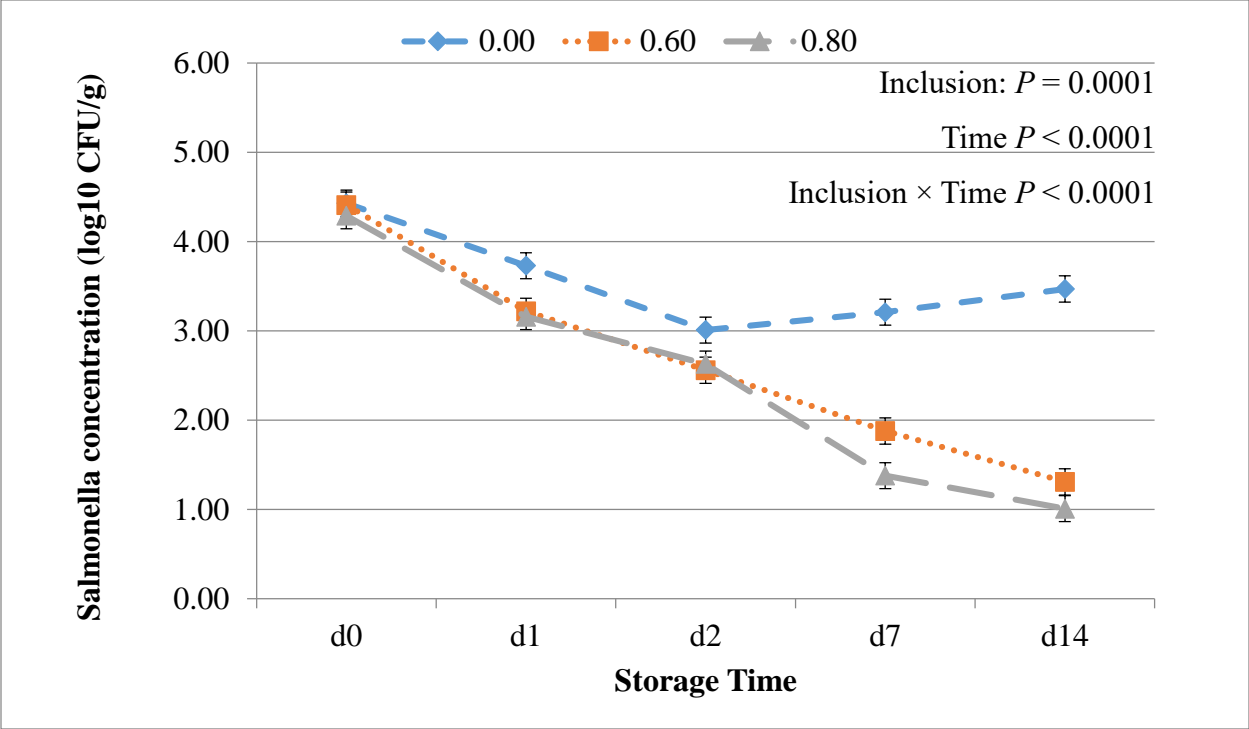 0.00 0.60 0.80
6.00
Inclusion: P = 0.0001
5.00
Time P < 0.0001
Inclusion × Time P < 0.0001
4.00
3.00
2.00
1.00
0.00
Salmonella concentration (log10 CFU/g)
d0 d1 d2 d7 d14
Storage Time